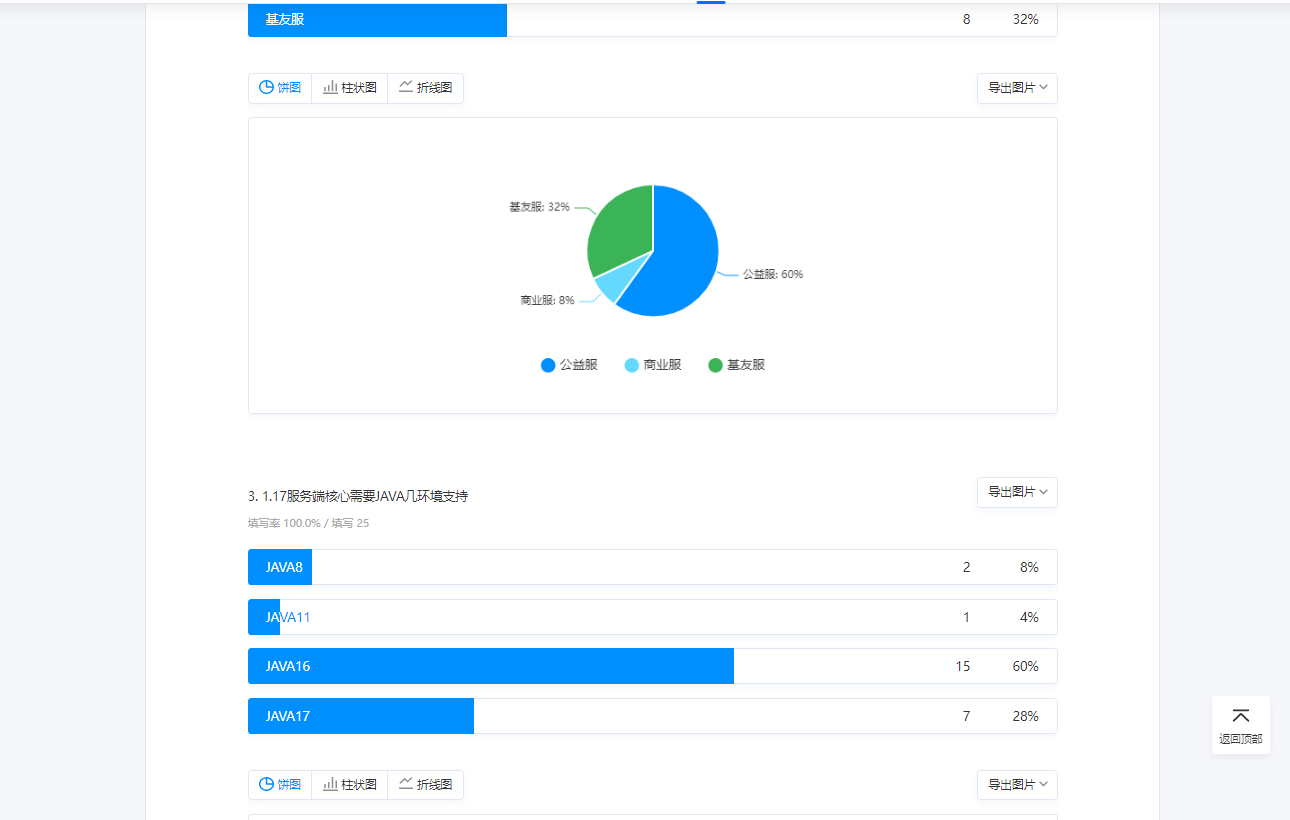 基友服 8 32%
饼图 柱状图 折线图 导出图片
基友服: 32%
公益服: 60%
商业服: 8%
公益服 商业服 基友服
3. 1.17服务端核心需要JAVA几环境支持 导出图片
填写率 100.0% / 填写 25
JAVA8 2 8%
JAVA11 1 4%
JAVA16 15 60%
JAVA17 7 28%
返回顶部
饼图 柱状图 折线图 导出图片